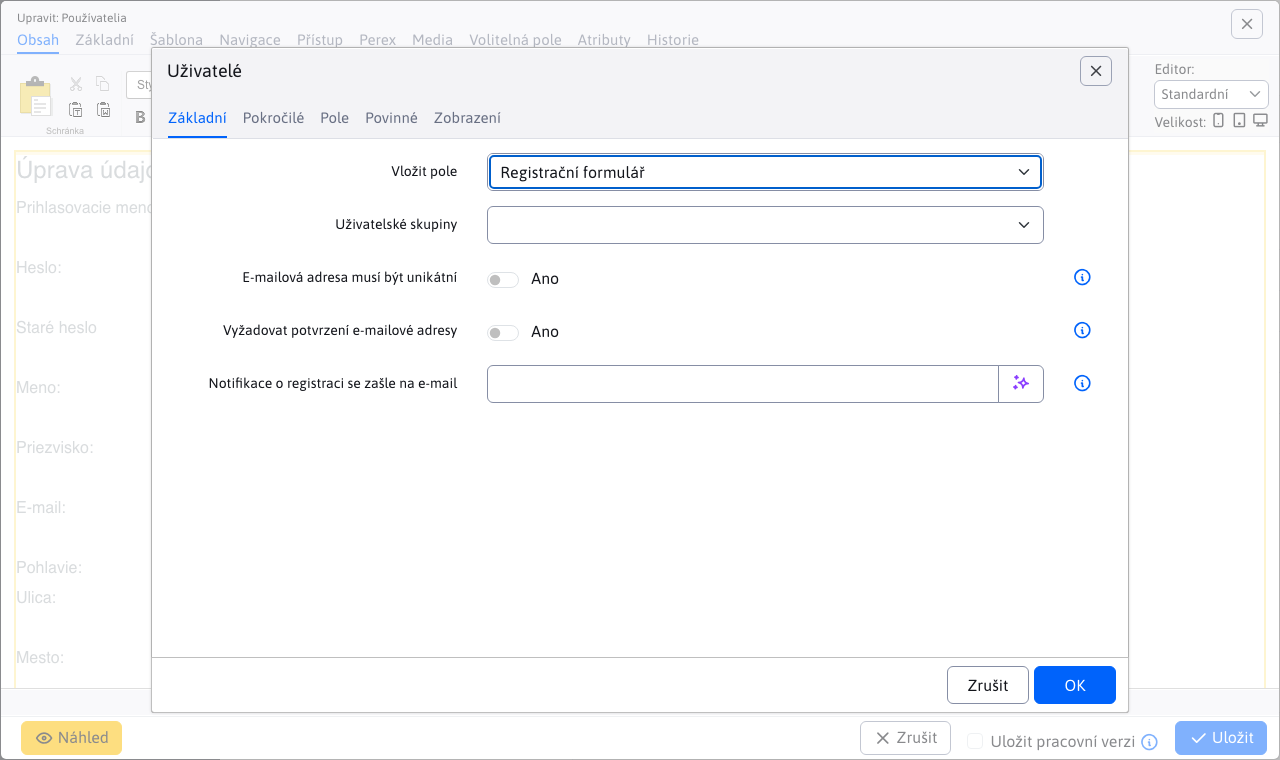 Upravit: Používatelia
Obsah Základní Šablona Navigace Přístup Perex Media Volitelná pole Atributy Historie
Uživatelé
Editor:
Standardní
Velikost:
Schránka
B
Základní Pokročilé Pole Povinné Zobrazení
Vložit pole Registrační formulář
Uživatelské skupiny
E-mailová adresa musí být unikátní Ano
Vyžadovat potvrzení e-mailové adresy Ano
Notifikace o registraci se zašle na e-mail
Úprava údajo
Prihlasovacie meno
Heslo:
Staré heslo
Meno:
Priezvisko:
E-mail:
Pohlavie:
Ulica:
Mesto:
Zrušit OK
Náhled Zrušit Uložit pracovní verzi Uložit